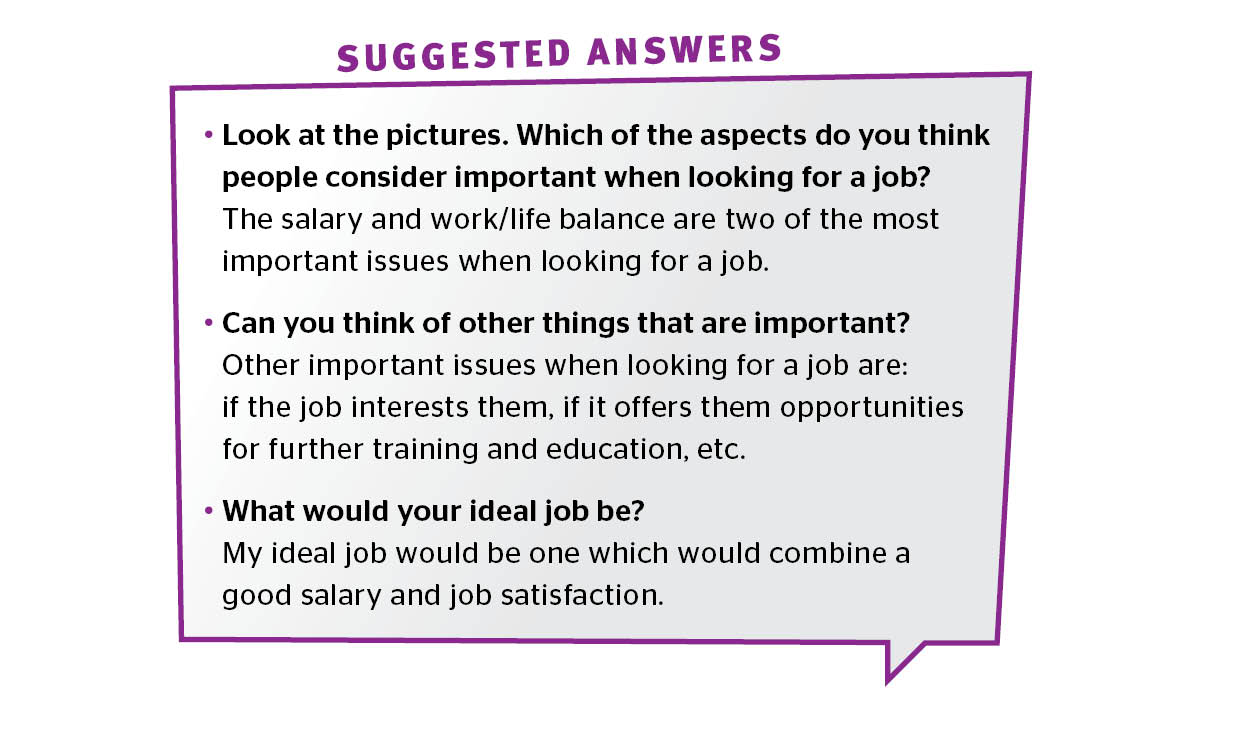 SUGGESTED ANSWERS
• Look at the pictures. Which of the aspects do you think
people consider important when looking for a job?
The salary and work/life balance are two of the most
important issues when looking for a job.
• Can you think of other things that are important?
Other important issues when looking for a job are:
if the job interests them, if it offers them opportunities
for further training and education, etc.
• What would your ideal job be?
My ideal job would be one which would combine a
good salary and job satisfaction.